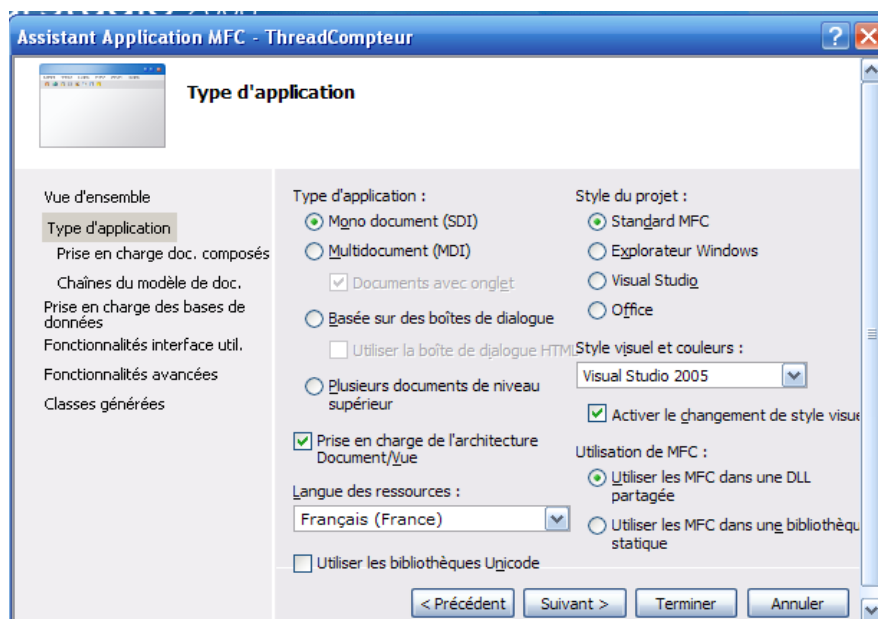 Assistant Application MFC - ThreadCompteur
Type d'application
Vue d'ensemble
Type d'application
Prise en charge doc. composés
Chaînes du modèle de doc.
Prise en charge des bases de
données
Fonctionnalités interface util.
Fonctionnalités avancées
Classes générées
Type d'application :
Mono document (SDI)
Multidocument (MDI)
Documents avec onglet
Basée sur des boîtes de dialogue
Utiliser la boîte de dialogue HTML
Plusieurs documents de niveau
supérieur
Prise en charge de l'architecture
Document/Vue
Langue des ressources :
Français (France)
Utiliser les bibliothèques Unicode
Style du projet :
Standard MFC
Explorateur Windows
Visual Studio
Office
Style visuel et couleurs :
Visual Studio 2005
Activer le changement de style visue
Utilisation de MFC :
Utiliser les MFC dans une DLL
partagée
Utiliser les MFC dans une bibliothèqu
statique
< Précédent
Suivant >
Terminer
Annuler